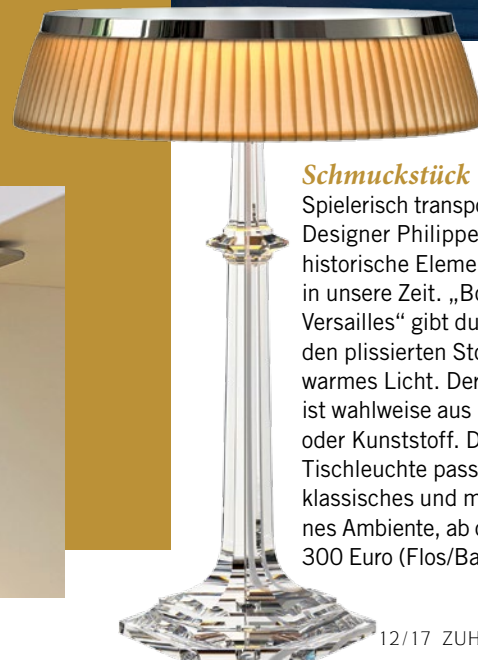 Schmuckstück
Spielerisch transpo
Designer Philippe
historische Eleme
in unsere Zeit. „Bo
Versailles“ gibt du
den plissierten Sto
warmes Licht. Der
ist wahlweise aus
oder Kunststoff. D
Tischleuchte pass
klassisches und m
nes Ambiente, ab c
300 Euro (Flos/Ba
12/17 ZUH